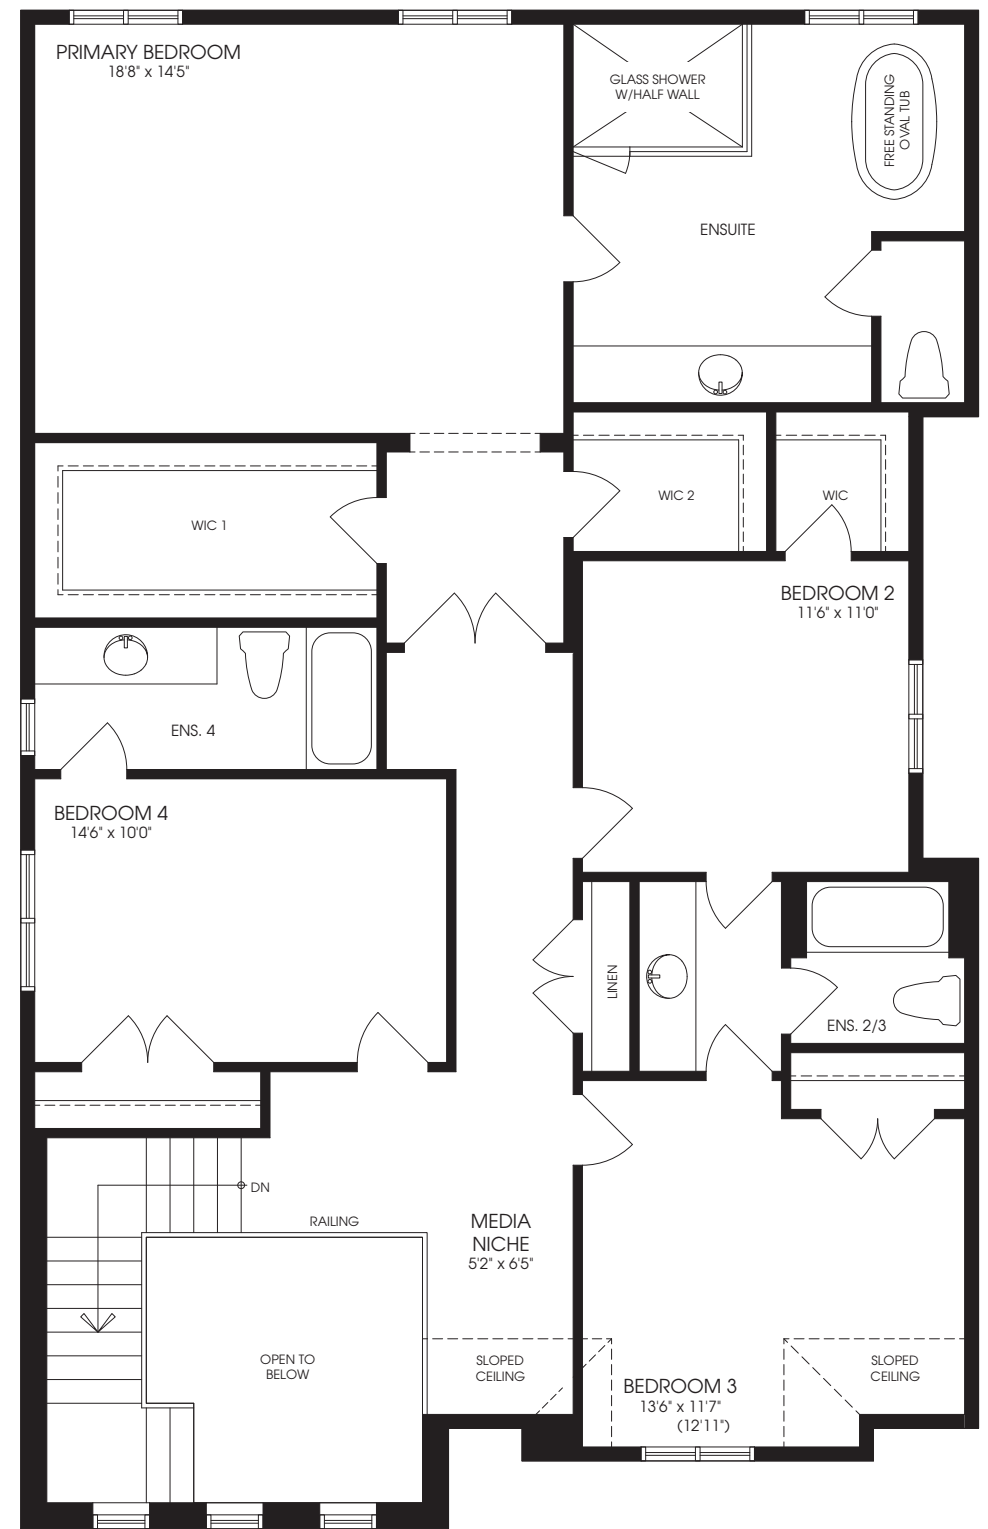 PRIMARY BEDROOM
18'8" x 14'5"
GLASS SHOWER
W/HALF WALL
FREE STANDING
OVAL TUB
ENSUITE
WIC 1
WIC 2
WIC
BEDROOM 2
11'6" x 11'0"
ENS. 4
BEDROOM 4
14'6" x 10'0"
LINEN
ENS. 2/3
DN
RAILING
MEDIA
NICHE
5'2" x 6'5"
OPEN TO
BELOW
SLOPED
CEILING
BEDROOM 3
13'6" x 11'7"
(12'11")
SLOPED
CEILING